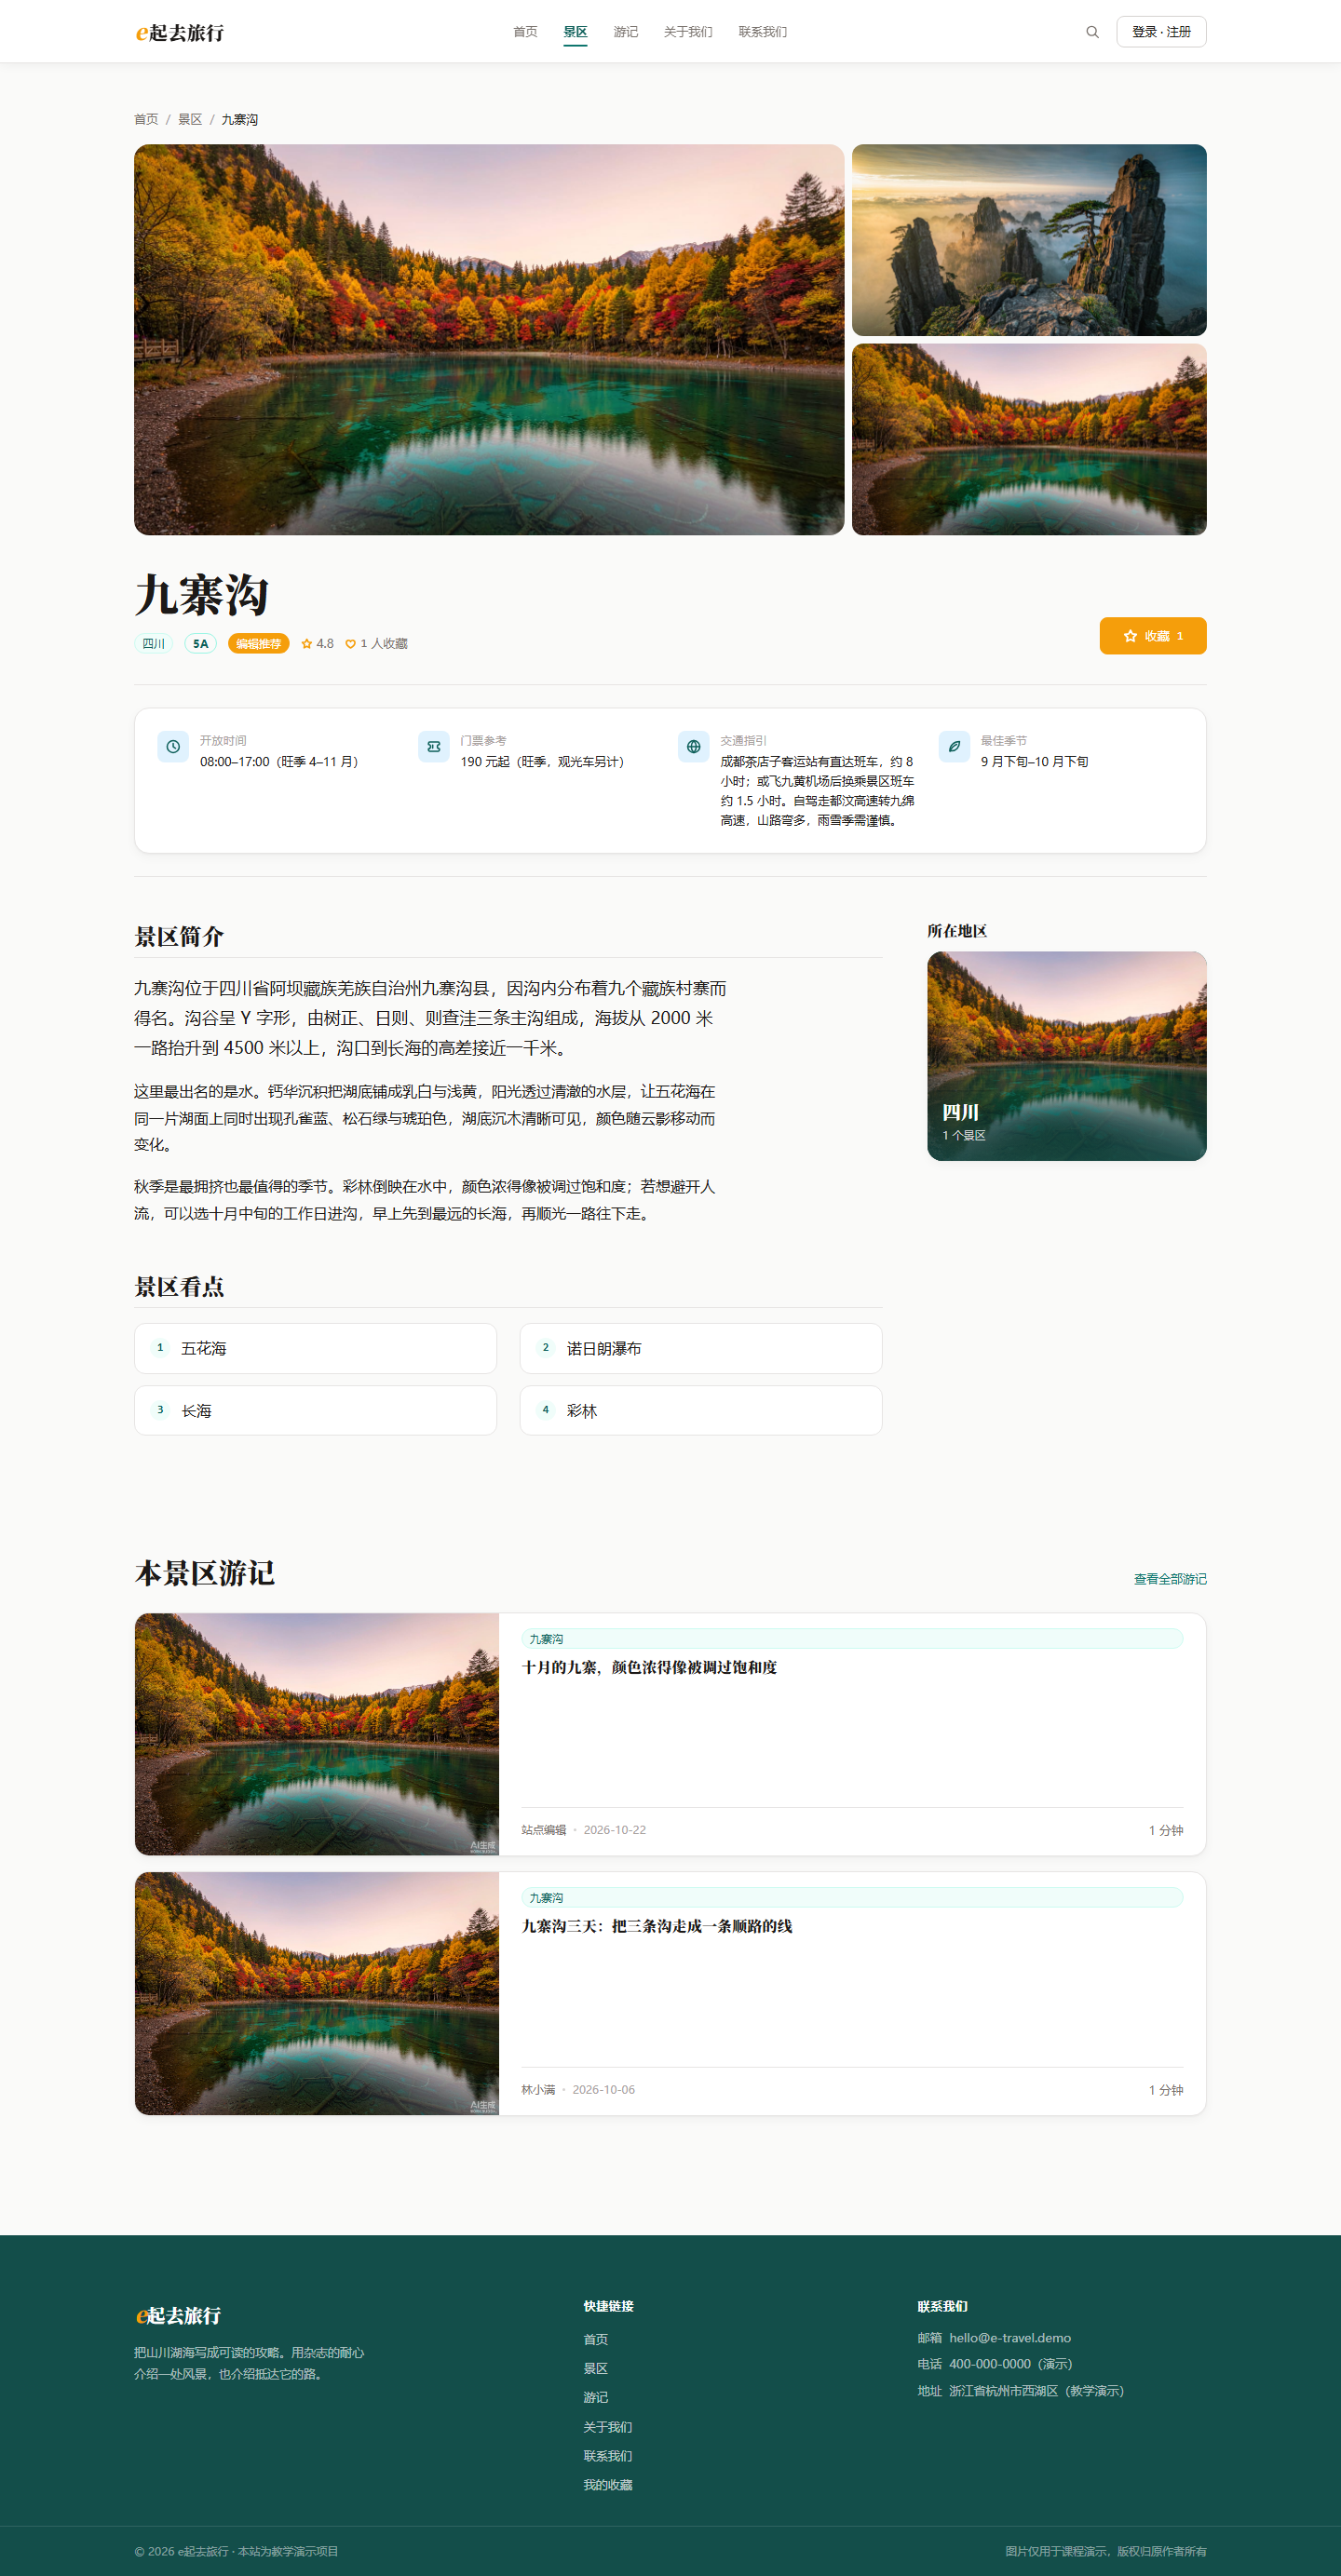 e起去旅行
首页 景区 游记 关于我们 联系我们
登录 · 注册
首页 / 景区 / 九寨沟
九寨沟
四川 5A 编辑推荐 4.8 1 人收藏
收藏 1
开放时间
08:00–17:00（旺季 4–11 月）
门票参考
190 元起（旺季，观光车另计）
交通指引
成都茶店子客运站有直达班车，约 8
小时；或飞九黄机场后换乘景区班车
约 1.5 小时。自驾走都汶高速转九绵
高速，山路弯多，雨雪季需谨慎。
最佳季节
9 月下旬–10 月下旬
景区简介
九寨沟位于四川省阿坝藏族羌族自治州九寨沟县，因沟内分布着九个藏族村寨而
得名。沟谷呈 Y 字形，由树正、日则、则查洼三条主沟组成，海拔从 2000 米
一路抬升到 4500 米以上，沟口到长海的高差接近一千米。
这里最出名的是水。钙华沉积把湖底铺成乳白与浅黄，阳光透过清澈的水层，让五花海在
同一片湖面上同时出现孔雀蓝、松石绿与琥珀色，湖底沉木清晰可见，颜色随云影移动而
变化。
秋季是最拥挤也最值得的季节。彩林倒映在水中，颜色浓得像被调过饱和度；若想避开人
流，可以选十月中旬的工作日进沟，早上先到最远的长海，再顺光一路往下走。
所在地区
四川
1 个景区
景区看点
1 五花海
2 诺日朗瀑布
3 长海
4 彩林
本景区游记
查看全部游记
九寨沟
十月的九寨，颜色浓得像被调过饱和度
站点编辑 · 2026-10-22
1 分钟
AI生成
九寨沟
九寨沟三天：把三条沟走成一条顺路的线
林小满 · 2026-10-06
1 分钟
AI生成
e起去旅行
把山川湖海写成可读的攻略。用杂志的耐心
介绍一处风景，也介绍抵达它的路。
快捷链接
首页
景区
游记
关于我们
联系我们
我的收藏
联系我们
邮箱 hello@e-travel.demo
电话 400-000-0000（演示）
地址 浙江省杭州市西湖区（教学演示）
© 2026 e起去旅行 · 本站为教学演示项目
图片仅用于课程演示，版权归原作者所有